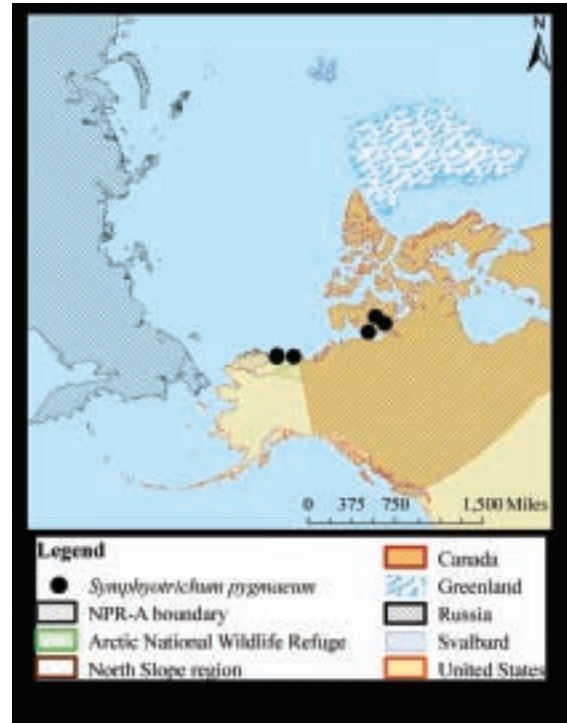 N
0 375 750 1,500 Miles
Legend
Symphyotrichum pygmaeum
NPR-A boundary
Arctic National Wildlife Refuge
North Slope region
Canada
Greenland
Russia
Svalbard
United States